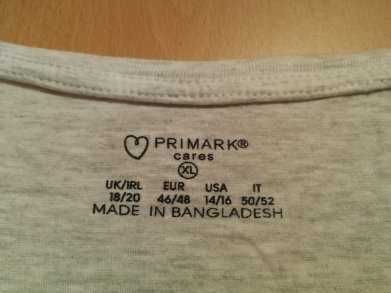 PRIMARK®
cares
XL
UK/IRL EUR USA IT
18/20 46/48 14/16 50/52
MADE IN BANGLADESH